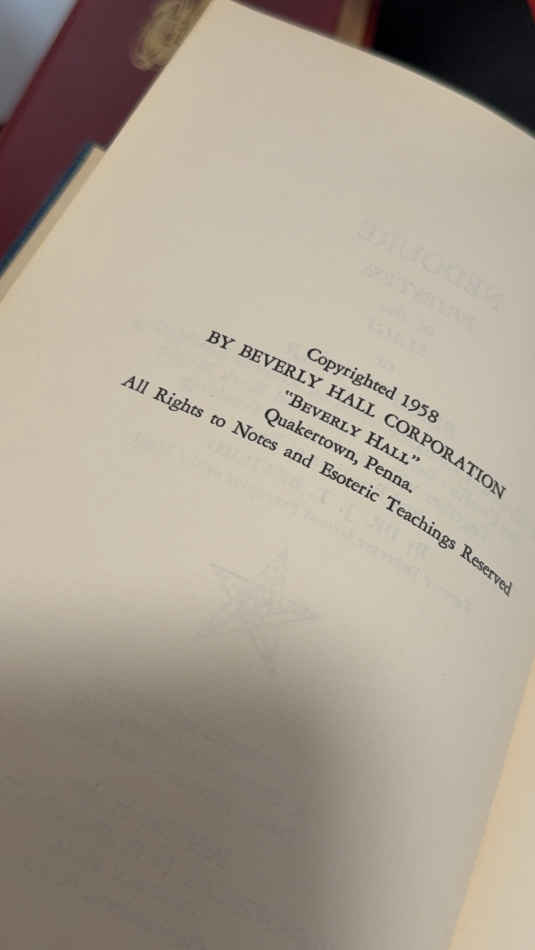 Copyrighted 1958
BY BEVERLY HALL CORPORATION
"BEVERLY HALL"
Quakertown, Penna.
All Rights to Notes and Esoteric Teachings Reserved